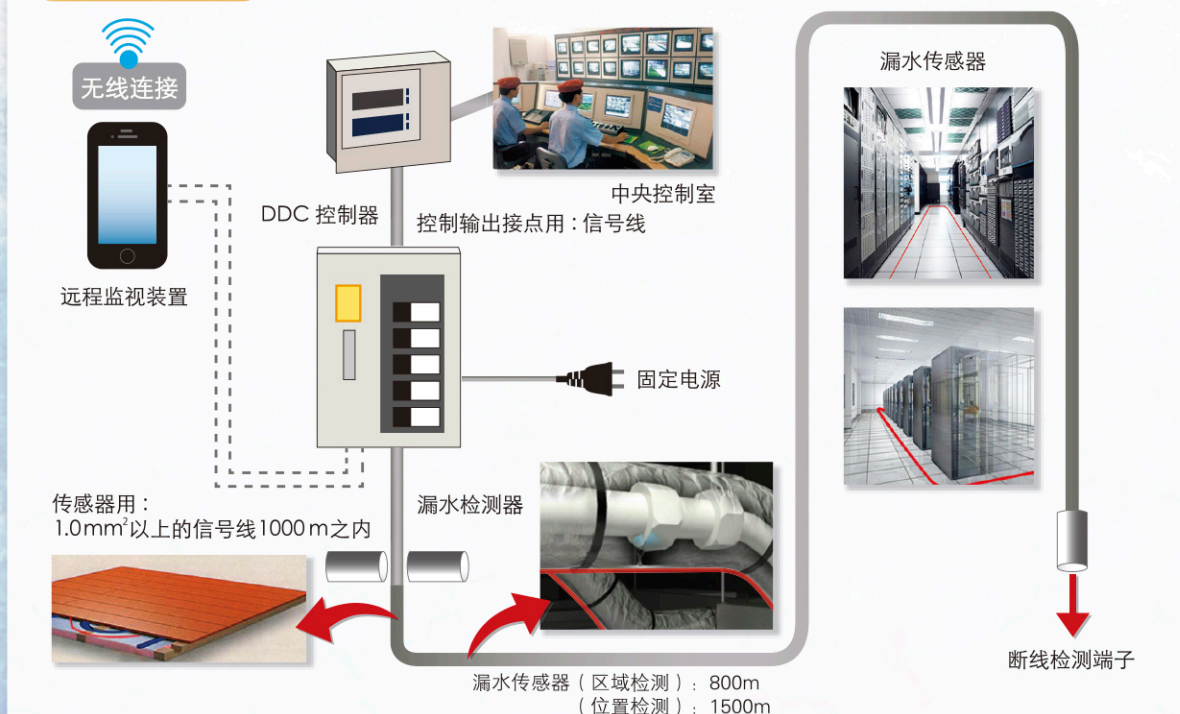 无线连接
漏水传感器
中央控制室
DDC 控制器
控制输出接点用：信号线
远程监视装置
固定电源
传感器用：
1.0mm²以上的信号线1000m之内
漏水检测器
断线检测端子
漏水传感器（区域检测）：800m
（位置检测）：1500m